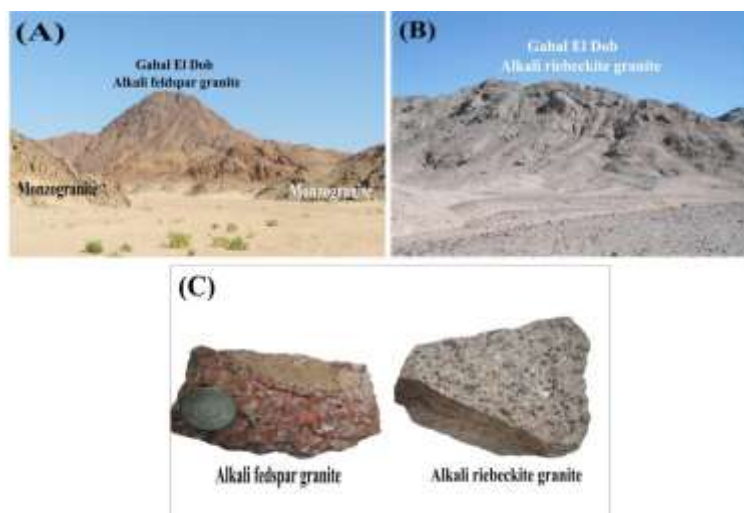 (A)
Gabal El Dob
Alkali feldspar granite
Monzogranite
Monzogranite
(B)
Gabal El Dob
Alkali riebeckite granite
(C)
Alkali fedspar granite
Alkali riebeckite granite